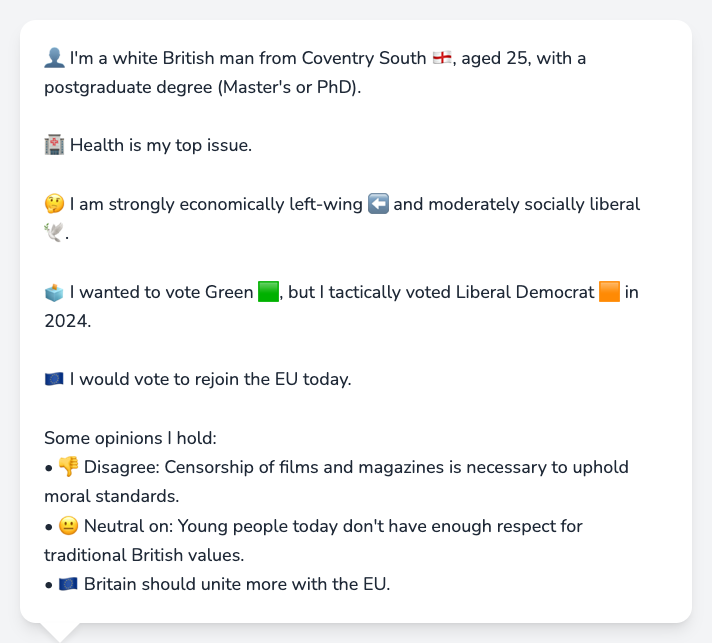 👤 I'm a white British man from Coventry South 🏴󠁧󠁢󠁥󠁮󠁧󠁿, aged 25, with a
postgraduate degree (Master's or PhD).
🏥 Health is my top issue.
🤔 I am strongly economically left-wing ⬅️ and moderately socially liberal
🕊️.
🗳️ I wanted to vote Green 🟩, but I tactically voted Liberal Democrat 🟧 in
2024.
🇪🇺 I would vote to rejoin the EU today.
Some opinions I hold:
• 👎 Disagree: Censorship of films and magazines is necessary to uphold
moral standards.
• 😐 Neutral on: Young people today don't have enough respect for
traditional British values.
• 🇪🇺 Britain should unite more with the EU.